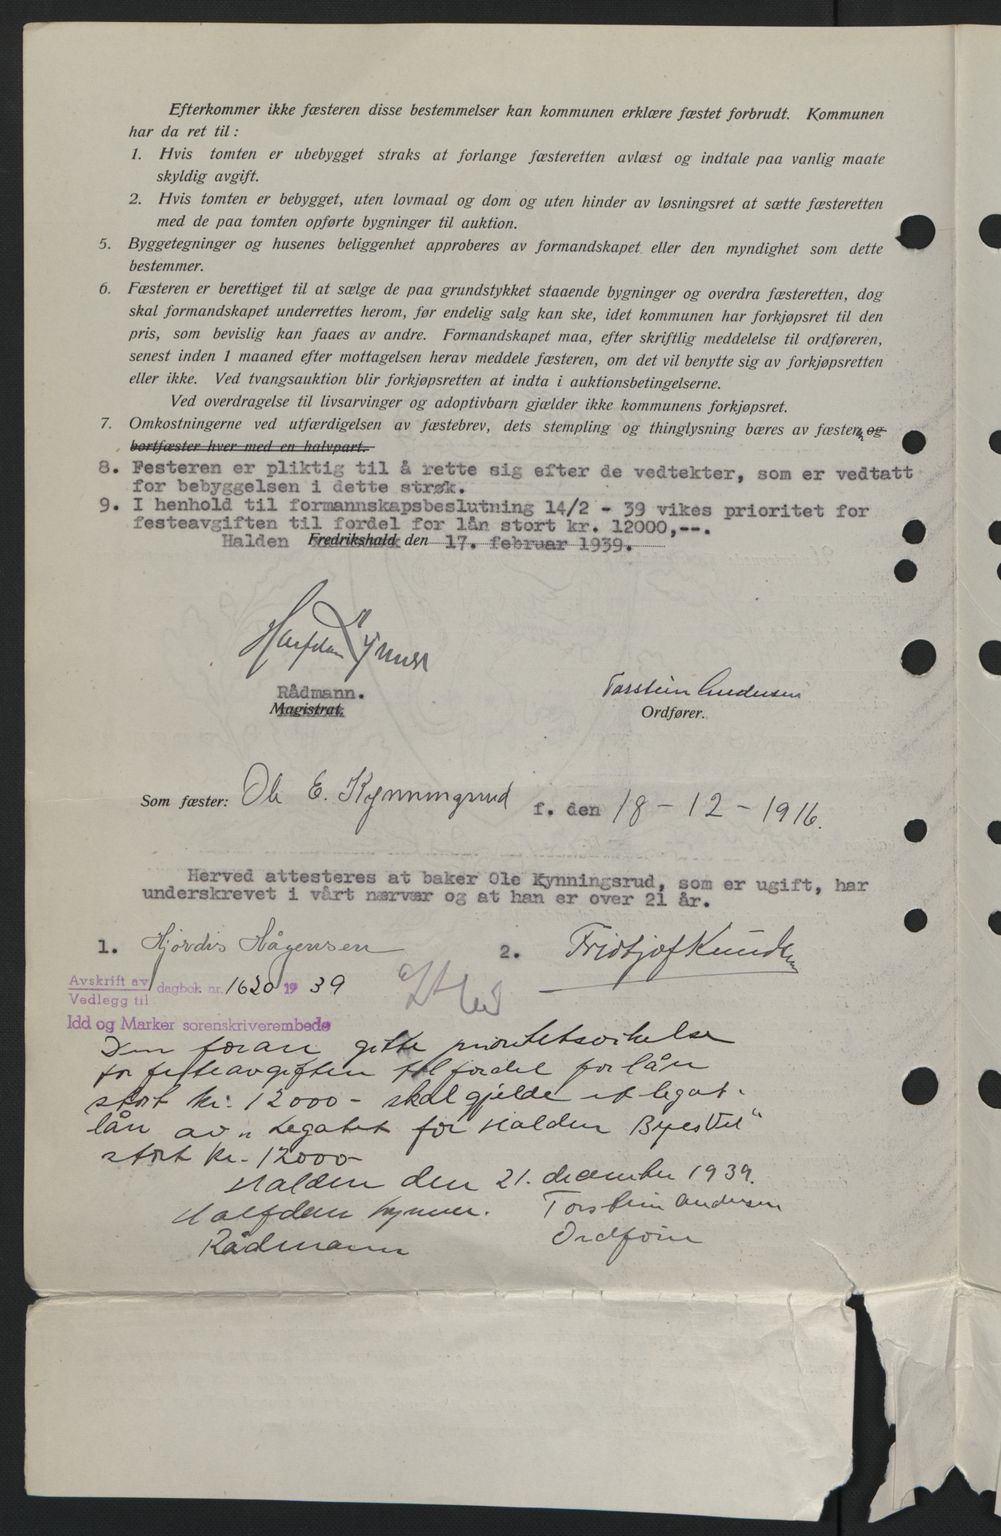 Efterkommer ikke fæsteren disse bestemmelser kan kommunen erklære fæstet forbrudt. Kommunen
har da ret til:
1. Hvis tomten er ubebygget straks at forlange fæsteretten avlæst og indtale paa vanlig maate
skyldig avgift.
2. Hvis tomten er bebygget, uten lovmaal og dom og uten hinder av løsningsret at sætte fæsteretten
med de paa tomten opførte bygninger til auktion.
5. Byggetegninger og husenes beliggenhet approberes av formandskapet eller den myndighet som dette
bestemmer.
6. Fæsteren er berettiget til at sælge de paa grundstykket staaende bygninger og overdra fæsteretten, dog
skal formandskapet underrettes herom, før endelig salg kan ske, idet kommunen har forkjøpsret til den
pris, som bevislig kan faaes av andre. Formandskapet maa, efter skriftlig meddelelse til ordføreren,
senest inden 1 maaned efter mottagelsen herav meddele fæsteren, om det vil benytte sig av forkjøpsretten
eller ikke. Ved tvangsauktion blir forkjøpsretten at indta i auktionsbetingelserne.
Ved overdragelse til livsarvinger og adoptivbarn gjælder ikke kommunens forkjøpsret.
7. Omkostningerne ved utfærdigelsen av fæstebrev, dets stempling og thinglysning bæres av fæster, og
bortfæster hver med en halvpart.
8. Festeren er pliktig til å rette sig efter de vedtekter, som er vedtatt
for bebyggelsen i dette strøk.
9. I henhold til formannskapsbeslutning 14/2 - 39 vikes prioritet for
festeavgiften til fordel for lån stort kr. 12000,--.
Halden Fredrikshald den 17. februar 1939.
Halfdan Hynner
Torstein Andersen
Rådmann.
Magistrat.
Ordfører.
Som fæster: Ole E. Kynningsrud f. den 18 - 12 - 1916.
Herved attesteres at baker Ole Kynningsrud, som er ugift, har
underskrevet i vårt nærvær og at han er over 21 år.
1. Hjørdis Hågensen 2. Fridtjof Knudsen
Avskrift av
Vedlegg til dagbok nr. 1620 1939
Idd og Marker sorenskriverembede
Den foran gitte prioritetsvikelse
for festeavgiften til fordel for lån
stort kr. 12000 - skal gjelde et legat-
lån av „Legatet for Halden Byes Vel"
stort kr. 12000-
Halden den 21. december 1939.
Halfdan Hynner. Torstein Andersen
Rådmann Ordfører